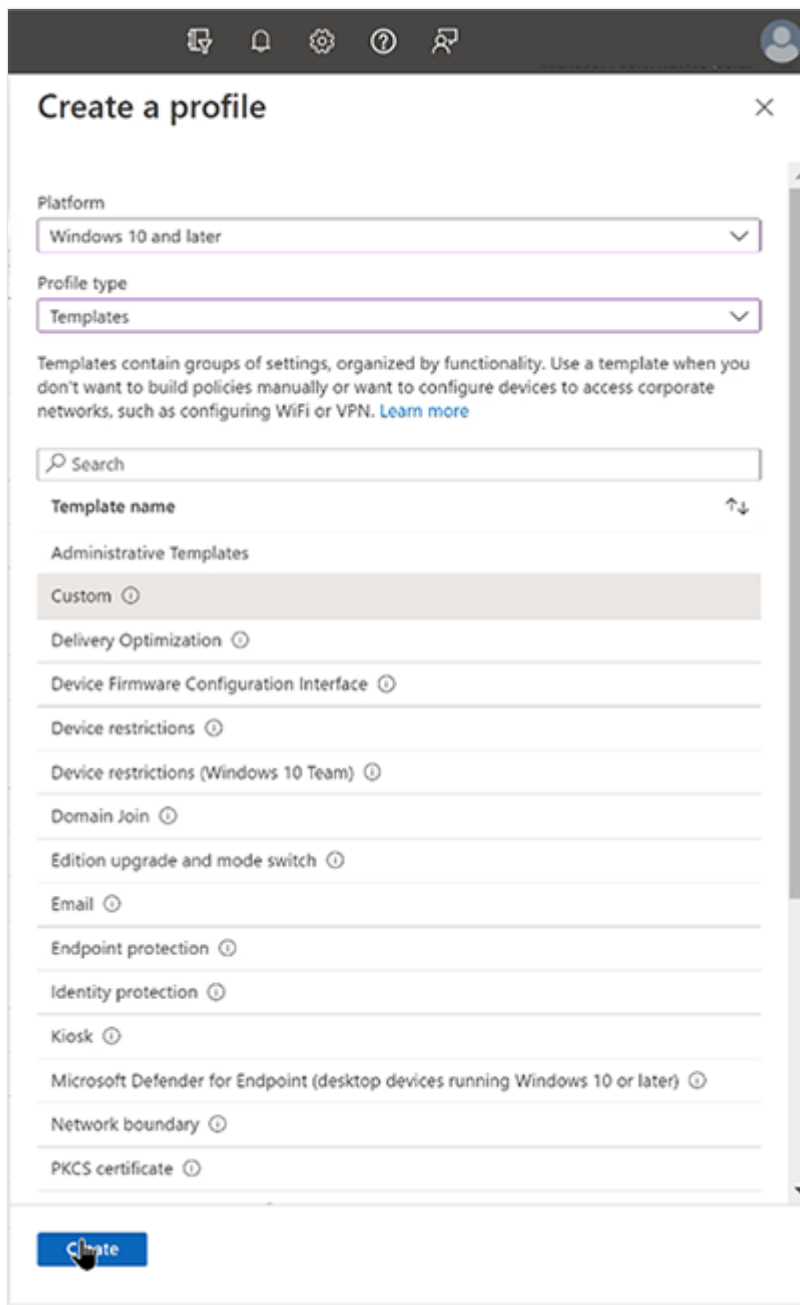 Create a profile
Platform
Windows 10 and later
Profile type
Templates
Templates contain groups of settings, organized by functionality. Use a template when you
don't want to build policies manually or want to configure devices to access corporate
networks, such as configuring WiFi or VPN. Learn more
Search
Template name
Administrative Templates
Custom
Delivery Optimization
Device Firmware Configuration Interface
Device restrictions
Device restrictions (Windows 10 Team)
Domain Join
Edition upgrade and mode switch
Email
Endpoint protection
Identity protection
Kiosk
Microsoft Defender for Endpoint (desktop devices running Windows 10 or later)
Network boundary
PKCS certificate
Create